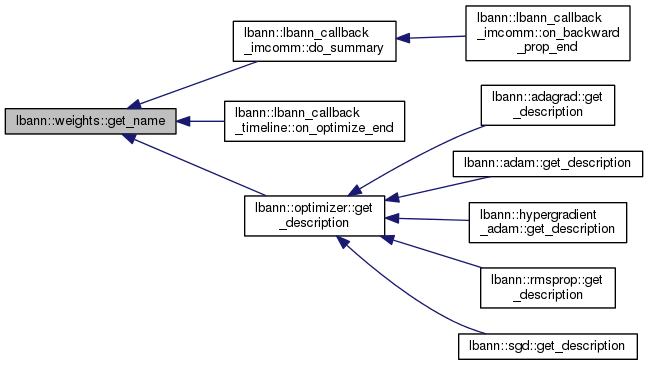 lbann::weights::get_name
lbann::lbann_callback
_imcomm::do_summary
lbann::lbann_callback
_imcomm::on_backward
_prop_end
lbann::lbann_callback
_timeline::on_optimize_end
lbann::optimizer::get
_description
lbann::adagrad::get
_description
lbann::adam::get_description
lbann::hypergradient
_adam::get_description
lbann::rmsprop::get
_description
lbann::sgd::get_description